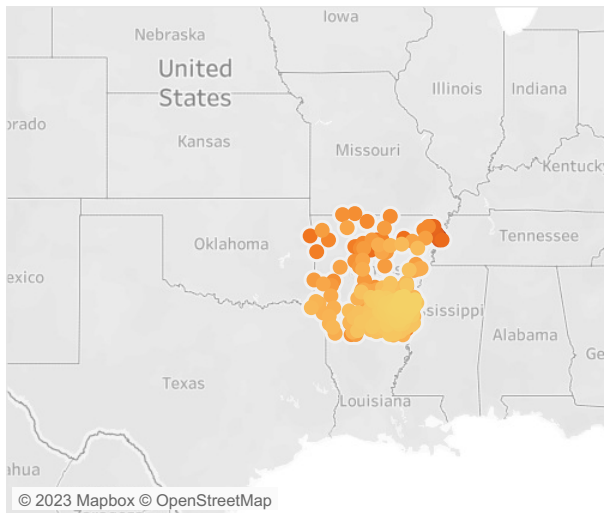 Iowa
Nebraska
United
States
Illinois
Indiana
orado
Kansas
Missouri
Kentucky
Oklahoma
Tennessee
exico
s
sissippi
Alabama
Ge
Texas
Louisiana
ahua
© 2023 Mapbox © OpenStreetMap